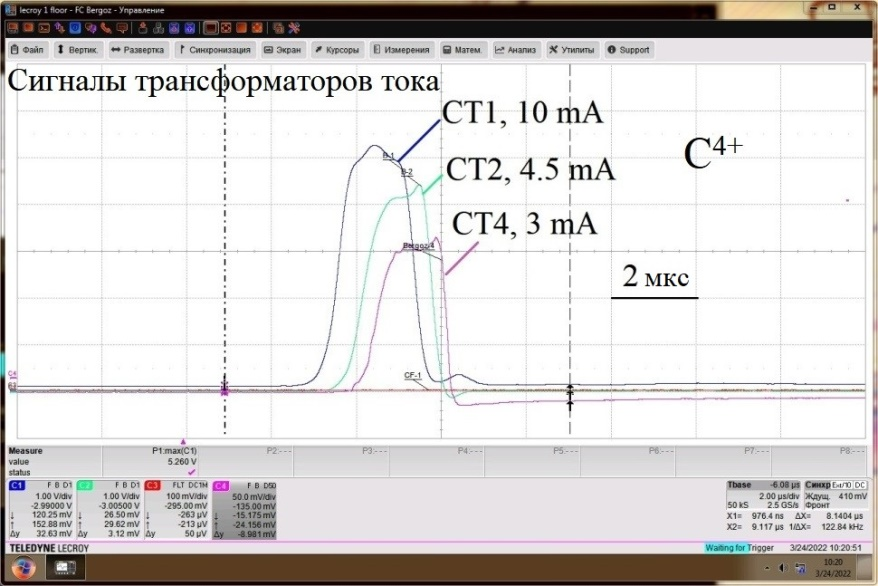 lecroy 1 floor - FC Bergoz - Управление
Файл Вертик. Развертка Синхронизация Экран Курсоры Измерения Матем. Анализ Утилиты Support
Сигналы трансформаторов тока
CT1, 10 mA
C4+
CT2, 4.5 mA
CT4, 3 mA
Bergoz/4
2 мкс
CF-1
C4
Measure P1:max(C1) P2:--- P3:--- P4:--- P5:--- P6:--- P7:--- P8:---
value 5.260 V
status
C1 F B D1 C2 F B D1 C3 FLT DC1M C4 F B D50 Tbase -6.08 µs Синхр Ext/10 DC
1.00 V/div 1.00 V/div 100 mV/div 50.0 mV/div 2.00 µs/div Ждущ. 410 mV
-2.99000 V -3.00500 V -295.00 mV -135.00 mV 50 kS 2.5 GS/s Фронт
↓ 120.25 mV ↓ 26.50 mV ↓ -263 µV ↓ -15.175 mV X1= 976.4 ns ΔX= 8.1404 µs
↑ 152.88 mV ↑ 29.62 mV ↑ -213 µV ↑ -24.156 mV X2= 9.117 µs 1/ΔX= 122.84 kHz
Δy 32.63 mV Δy 3.12 mV Δy 50 µV Δy -8.981 mV
TELEDYNE LECROY Waiting for Trigger 3/24/2022 10:20:51
10:20
3/24/2022